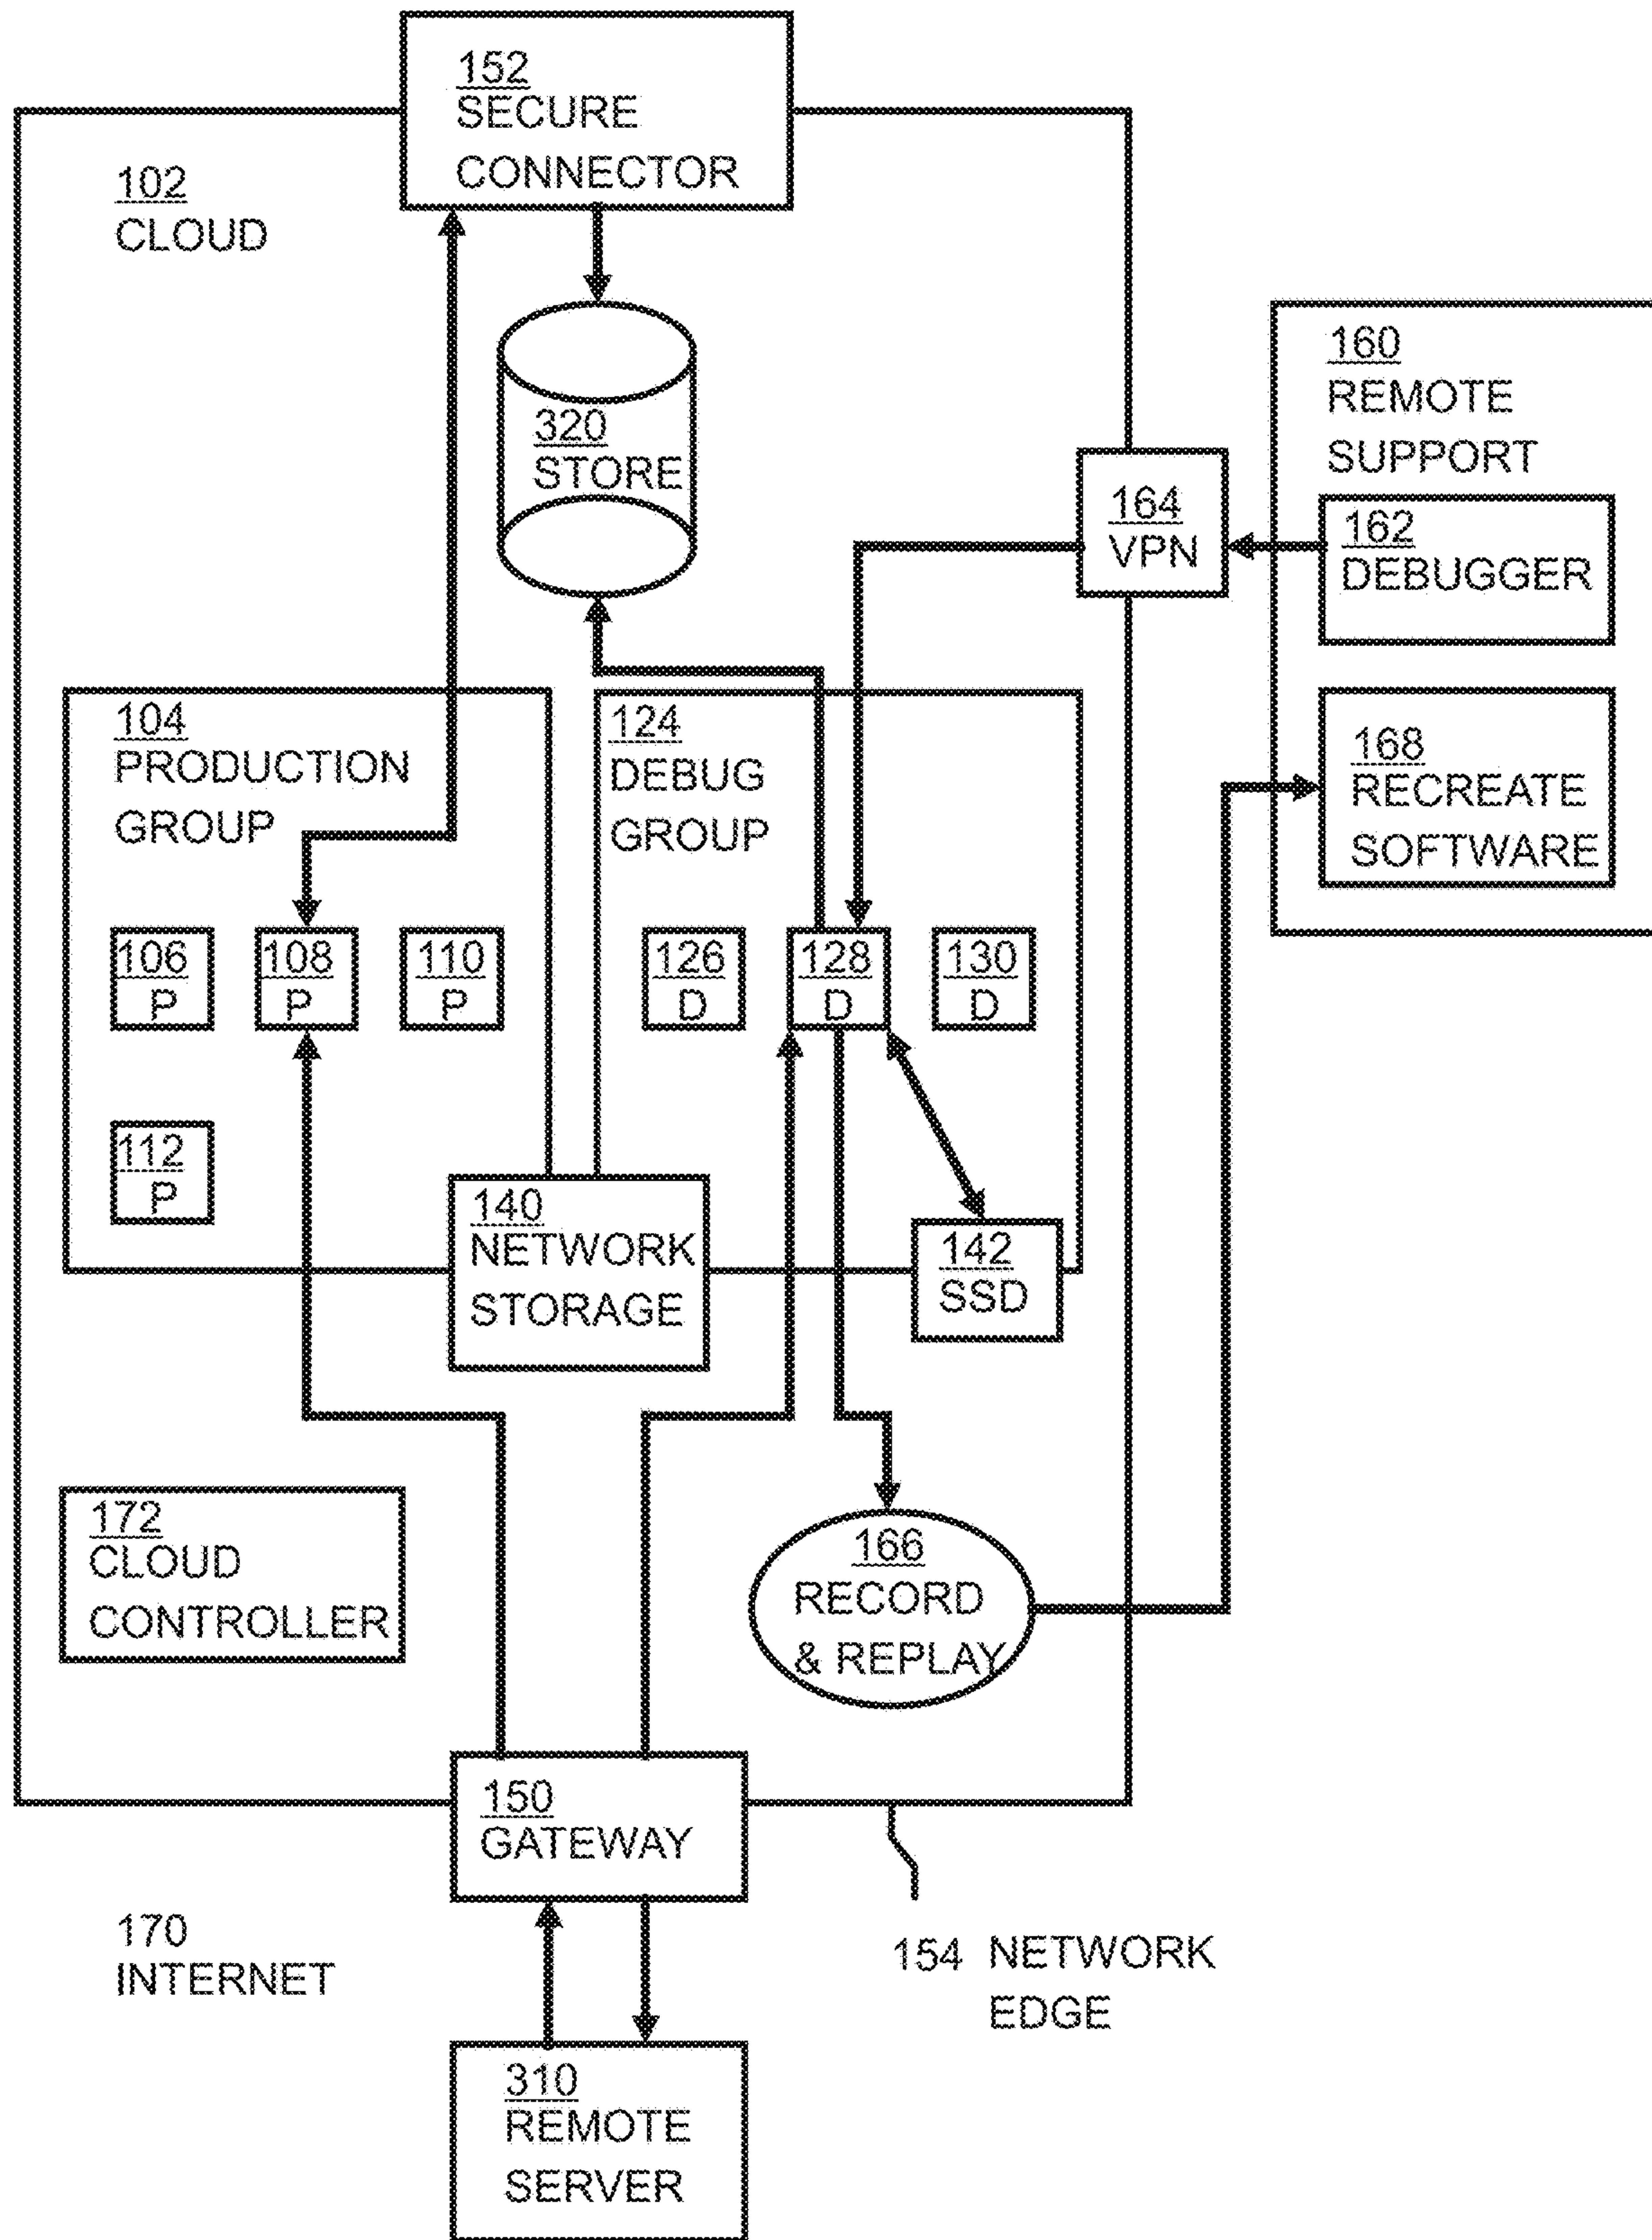 152
SECURE
CONNECTOR
102
CLOUD
320
STORE
160
REMOTE
SUPPORT
164
VPN
162
DEBUGGER
168
RECREATE
SOFTWARE
104
PRODUCTION
GROUP
124
DEBUG
GROUP
106
P
108
P
110
P
126
D
128
D
130
D
112
P
140
NETWORK
STORAGE
142
SSD
172
CLOUD
CONTROLLER
166
RECORD
& REPLAY
150
GATEWAY
170
INTERNET
154 NETWORK
EDGE
310
REMOTE
SERVER